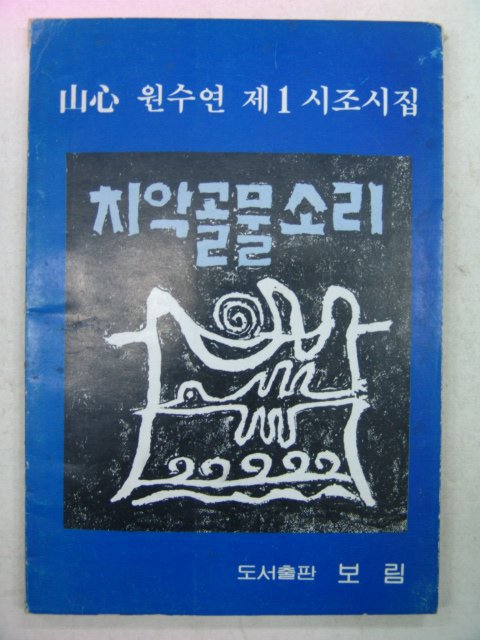 山心 원수연 제1시조시집
치악골물소리
도서출판 보림